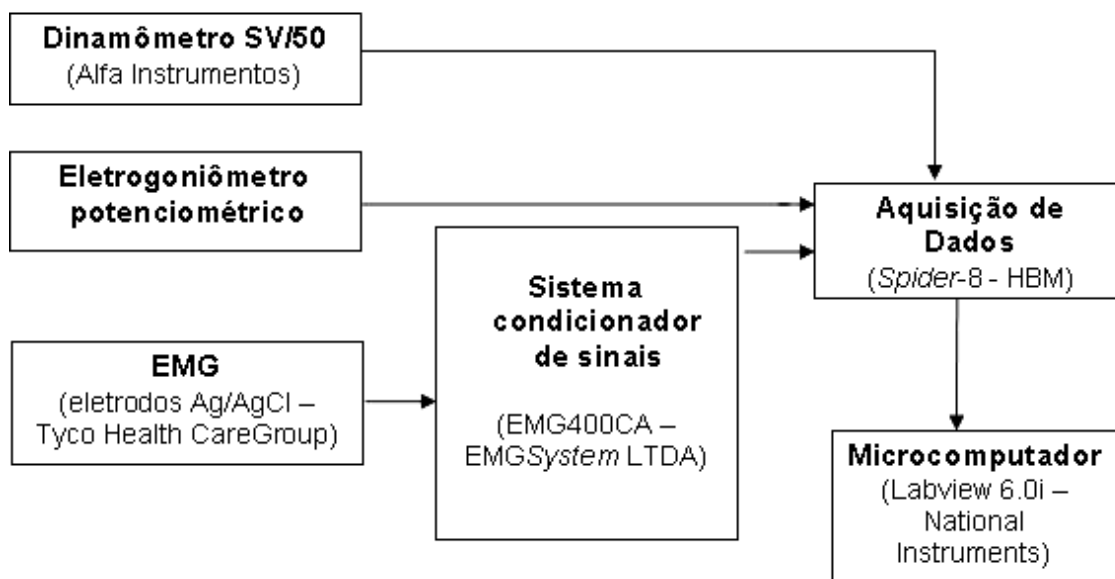 Dinamômetro SV/50
(Alfa Instrumentos)
Eletrogoniômetro
potenciométrico
EMG
(eletrodos Ag/AgCl –
Tyco Health CareGroup)
Sistema
condicionador
de sinais
(EMG400CA –
EMGSystem LTDA)
Aquisição de
Dados
(Spider-8 - HBM)
Microcomputador
(Labview 6.0i –
National
Instruments)